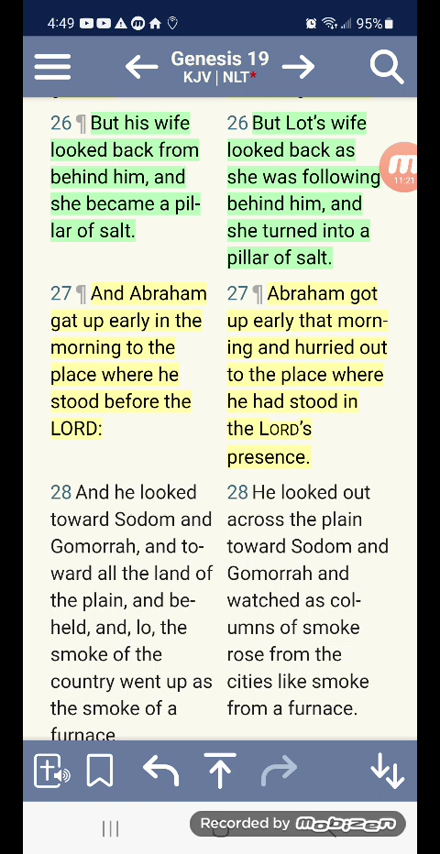 4:49
95%
Genesis 19
KJV | NLT*
26 ¶ But his wife
looked back from
behind him, and
she became a pil-
lar of salt.
27 ¶ And Abraham
gat up early in the
morning to the
place where he
stood before the
LORD:
28 And he looked
toward Sodom and
Gomorrah, and to-
ward all the land of
the plain, and be-
held, and, lo, the
smoke of the
country went up as
the smoke of a
furnace
26 But Lot's wife
looked back as
she was following
behind him, and
she turned into a
pillar of salt.
27 ¶ Abraham got
up early that morn-
ing and hurried out
to the place where
he had stood in
the LORD's
presence.
28 He looked out
across the plain
toward Sodom and
Gomorrah and
watched as col-
umns of smoke
rose from the
cities like smoke
from a furnace.
11:21
Recorded by mobizen